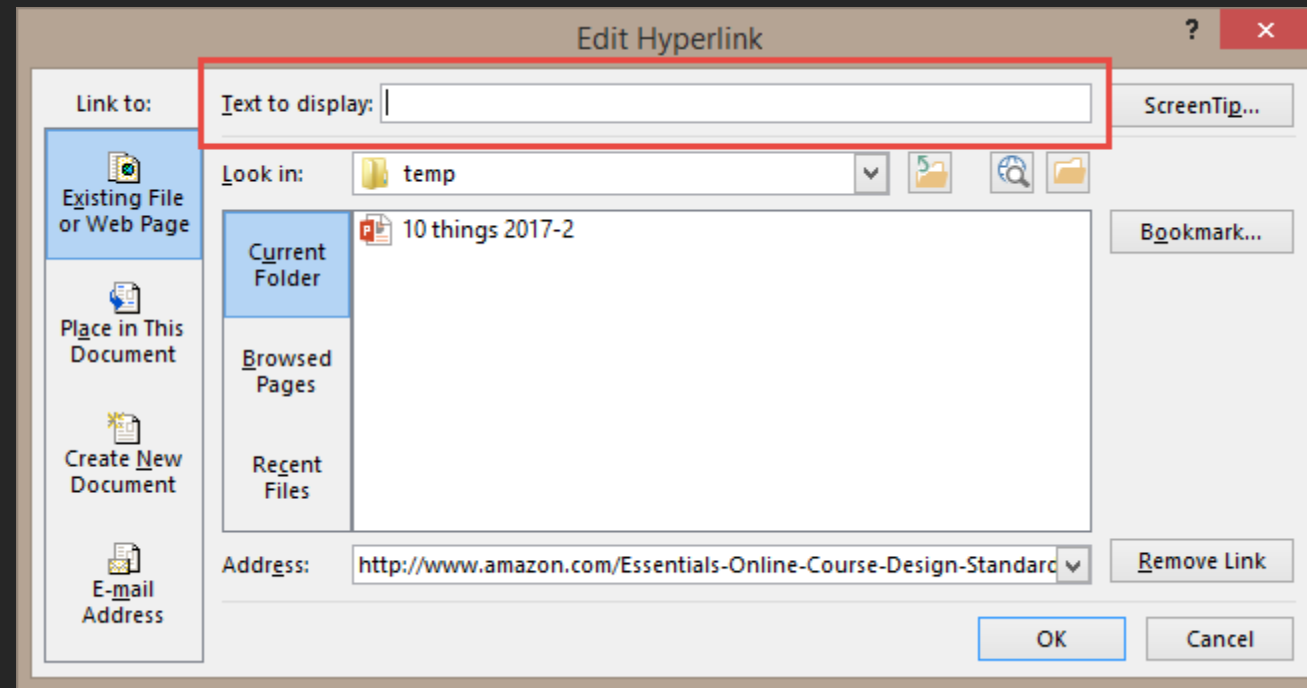 Edit Hyperlink
?
Link to:
Text to display:
ScreenTip...
Existing File
or Web Page
Look in:
temp
Current
Folder
10 things 2017-2
Bookmark...
Place in This
Document
Browsed
Pages
Create New
Document
Recent
Files
E-mail
Address
Address:
http://www.amazon.com/Essentials-Online-Course-Design-Standard
Remove Link
OK
Cancel